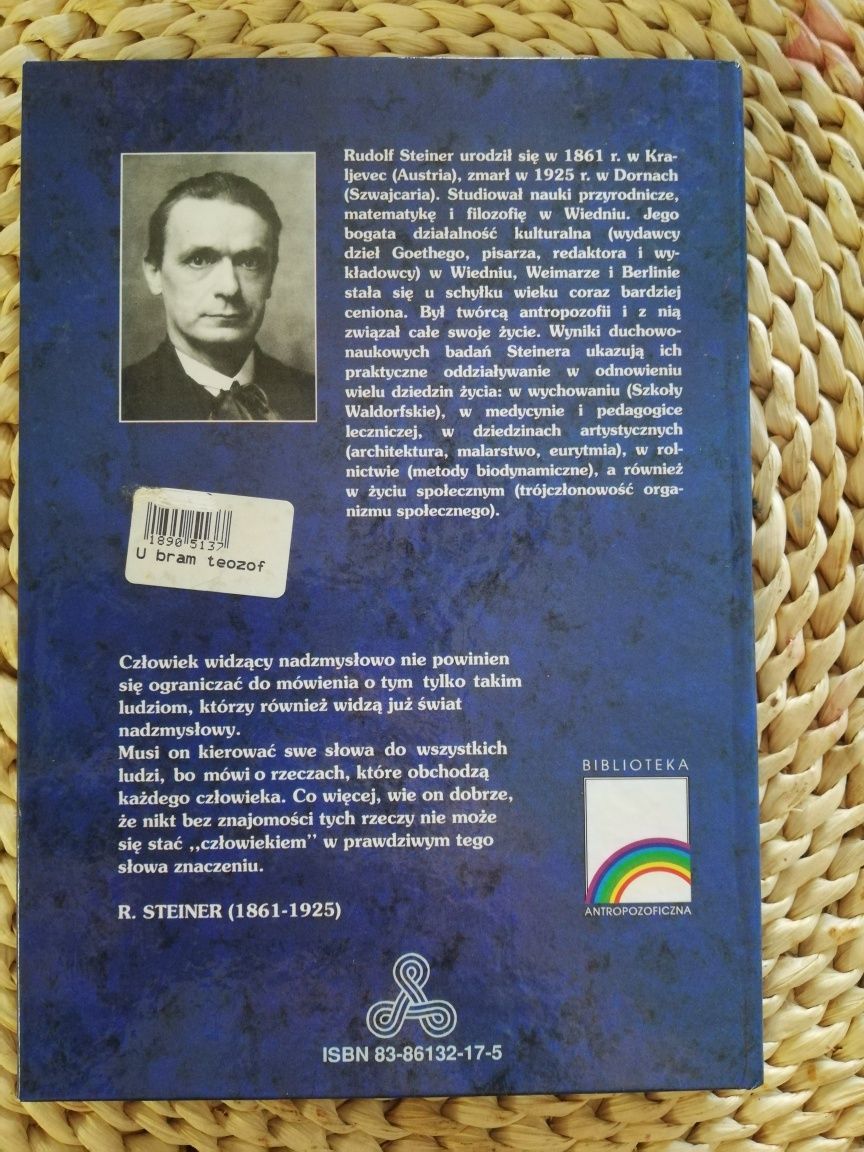 Rudolf Steiner urodził się w 1861 r. w Kra-
ljevec (Austria), zmarł w 1925 r. w Dornach
(Szwajcaria). Studiował nauki przyrodnicze,
matematykę i filozofię w Wiedniu. Jego
bogata działalność kulturalna (wydawcy
dzieł Goethego, pisarza, redaktora i wy-
kładowcy) w Wiedniu, Weimarze i Berlinie
stała się u schyłku wieku coraz bardziej
ceniona. Był twórcą antropozofii i z nią
związał całe swoje życie. Wyniki duchowo-
naukowych badań Steinera ukazują ich
praktyczne oddziaływanie w odnowieniu
wielu dziedzin życia: w wychowaniu (Szkoły
Waldorfskie), w medycynie i pedagogice
leczniczej, w dziedzinach artystycznych
(architektura, malarstwo, eurytmia), w rol-
nictwie (metody biodynamiczne), a również
w życiu społecznym (trójczłonowość orga-
nizmu społecznego).
1890 5137
U bram teozof
Człowiek widzący nadzmysłowo nie powinien
się ograniczać do mówienia o tym tylko takim
ludziom, którzy również widzą już świat
nadzmysłowy.
Musi on kierować swe słowa do wszystkich
ludzi, bo mówi o rzeczach, które obchodzą
każdego człowieka. Co więcej, wie on dobrze,
że nikt bez znajomości tych rzeczy nie może
się stać ,,człowiekiem" w prawdziwym tego
słowa znaczeniu.
R. STEINER (1861-1925)
BIBLIOTEKA
ANTROPOZOFICZNA
ISBN 83-86132-17-5